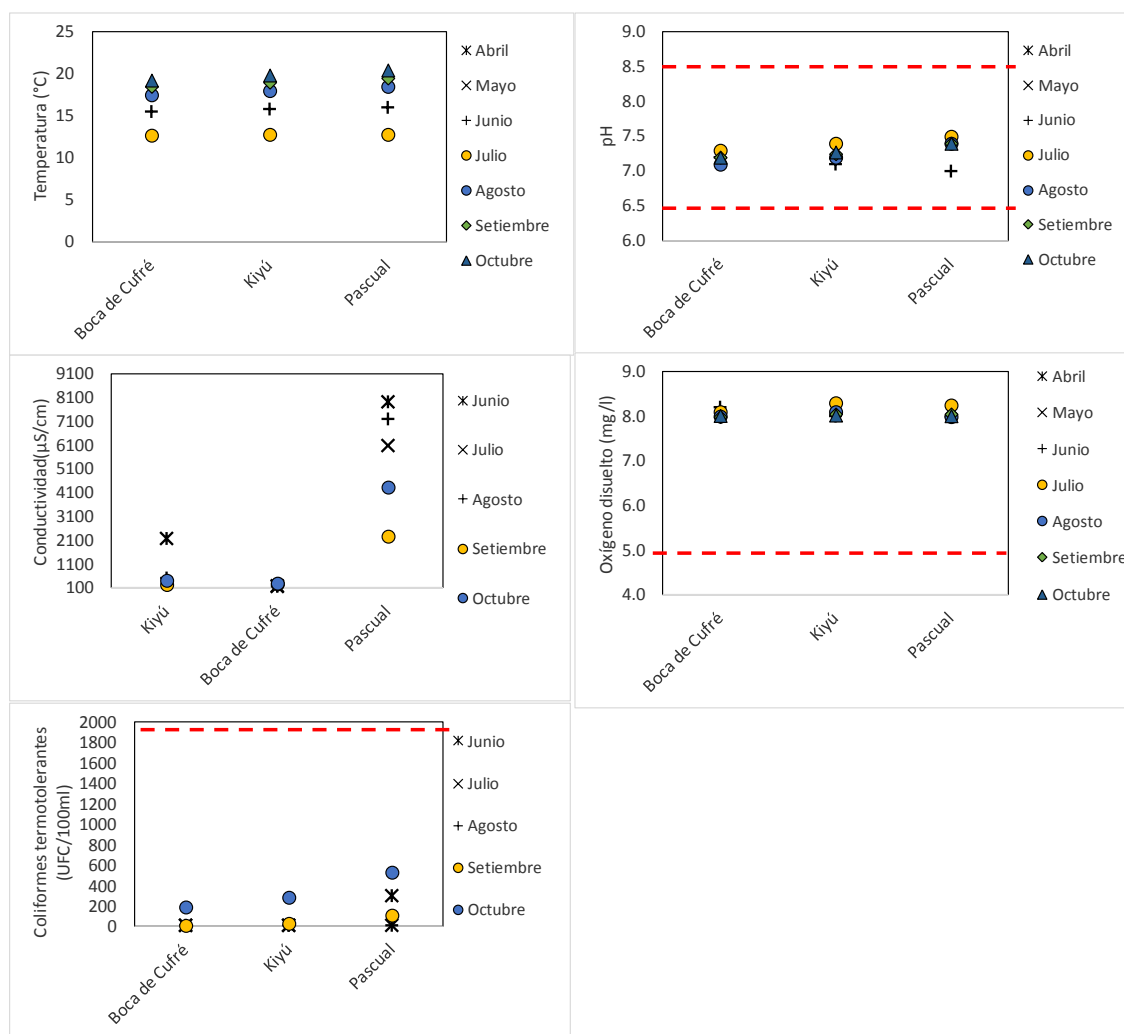 25
20
15
10
5
0
Temperatura (°C)
Boca de Cufré
Kiyú
Pascual
Abril
Mayo
Junio
Julio
Agosto
Setiembre
Octubre
9.0
8.5
8.0
7.5
7.0
6.5
6.0
pH
Boca de Cufré
Kiyú
Pascual
Abril
Mayo
Junio
Julio
Agosto
Setiembre
Octubre
9100
8100
7100
6100
5100
4100
3100
2100
1100
100
Conductividad(µS/cm)
Kiyú
Boca de Cufré
Pascual
Junio
Julio
Agosto
Setiembre
Octubre
9.0
8.0
7.0
6.0
5.0
4.0
Oxígeno disuelto (mg/l)
Boca de Cufré
Kiyú
Pascual
Abril
Mayo
Junio
Julio
Agosto
Setiembre
Octubre
2000
1800
1600
1400
1200
1000
800
600
400
200
0
Coliformes termotolerantes
(UFC/100ml)
Boca de Cufré
Kiyú
Pascual
Junio
Julio
Agosto
Setiembre
Octubre